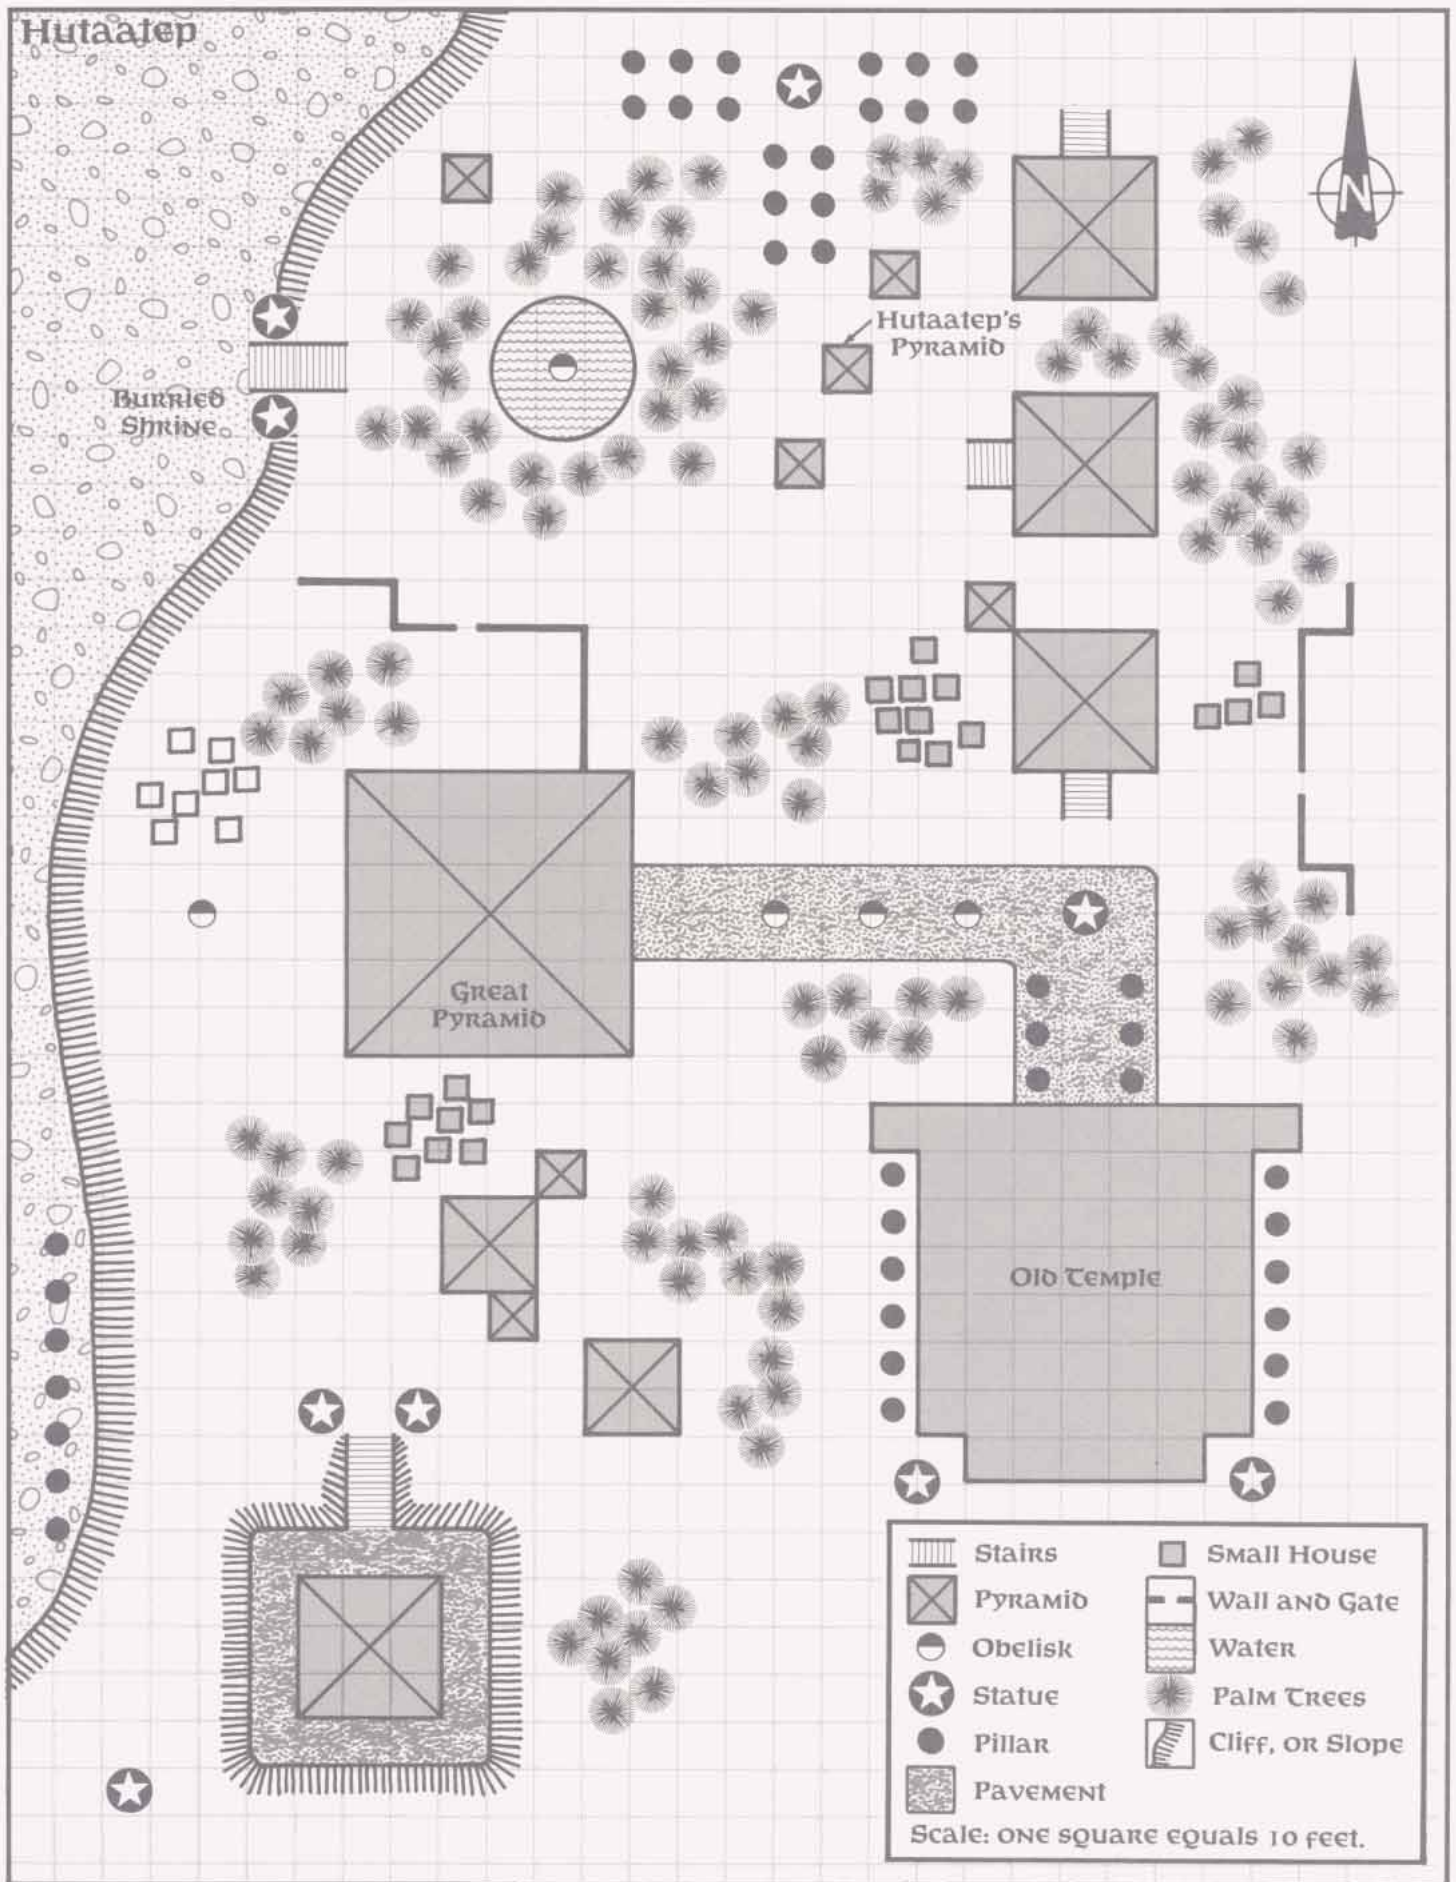 Hutaatep
N
Hutaatep's
Pyramid
Burried
Shrine
Great
Pyramid
Old Temple
Stairs
Pyramid
Obelisk
Statue
Pillar
Pavement
Small House
Wall and Gate
Water
Palm Trees
Cliff, or Slope
Scale: one square equals 10 feet.